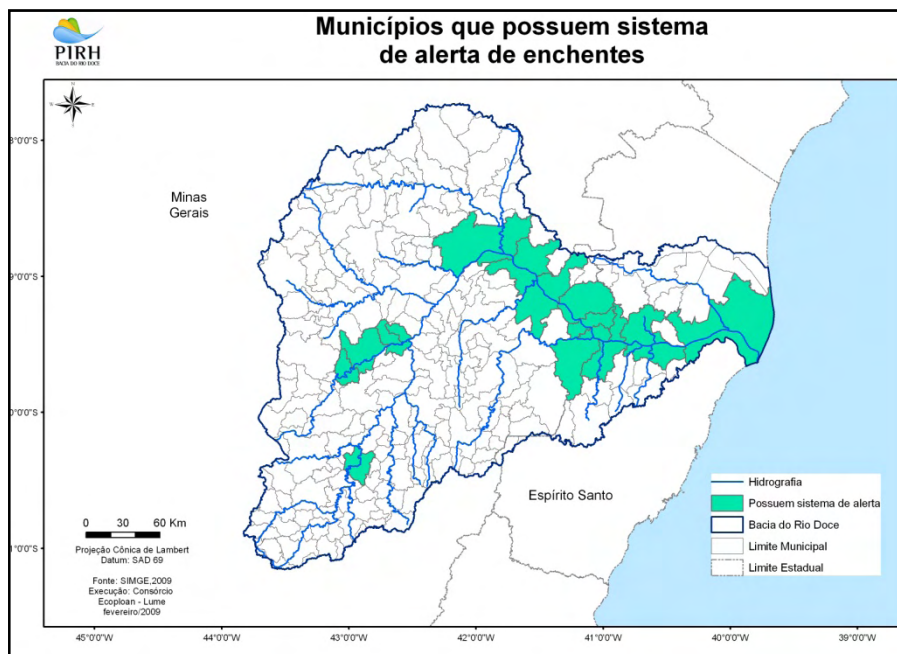 Municípios que possuem sistema
de alerta de enchentes
PIRH
BACIA DO RIO DOCE
8°0'0"S
Minas
Gerais
9°0'0"S
0°0'0"S
Espírito Santo
Hidrografia
Possuem sistema de alerta
Bacia do Rio Doce
Limite Municipal
Limite Estadual
0 30 60 Km
Projeção Cônica de Lambert
Datum: SAD 69
1°0'0"S
Fonte: SIMGE,2009
Execução: Consórcio
Ecoploan - Lume
fevereiro/2009
45°0'0"W 44°0'0"W 43°0'0"W 42°0'0"W 41°0'0"W 40°0'0"W 39°0'0"W